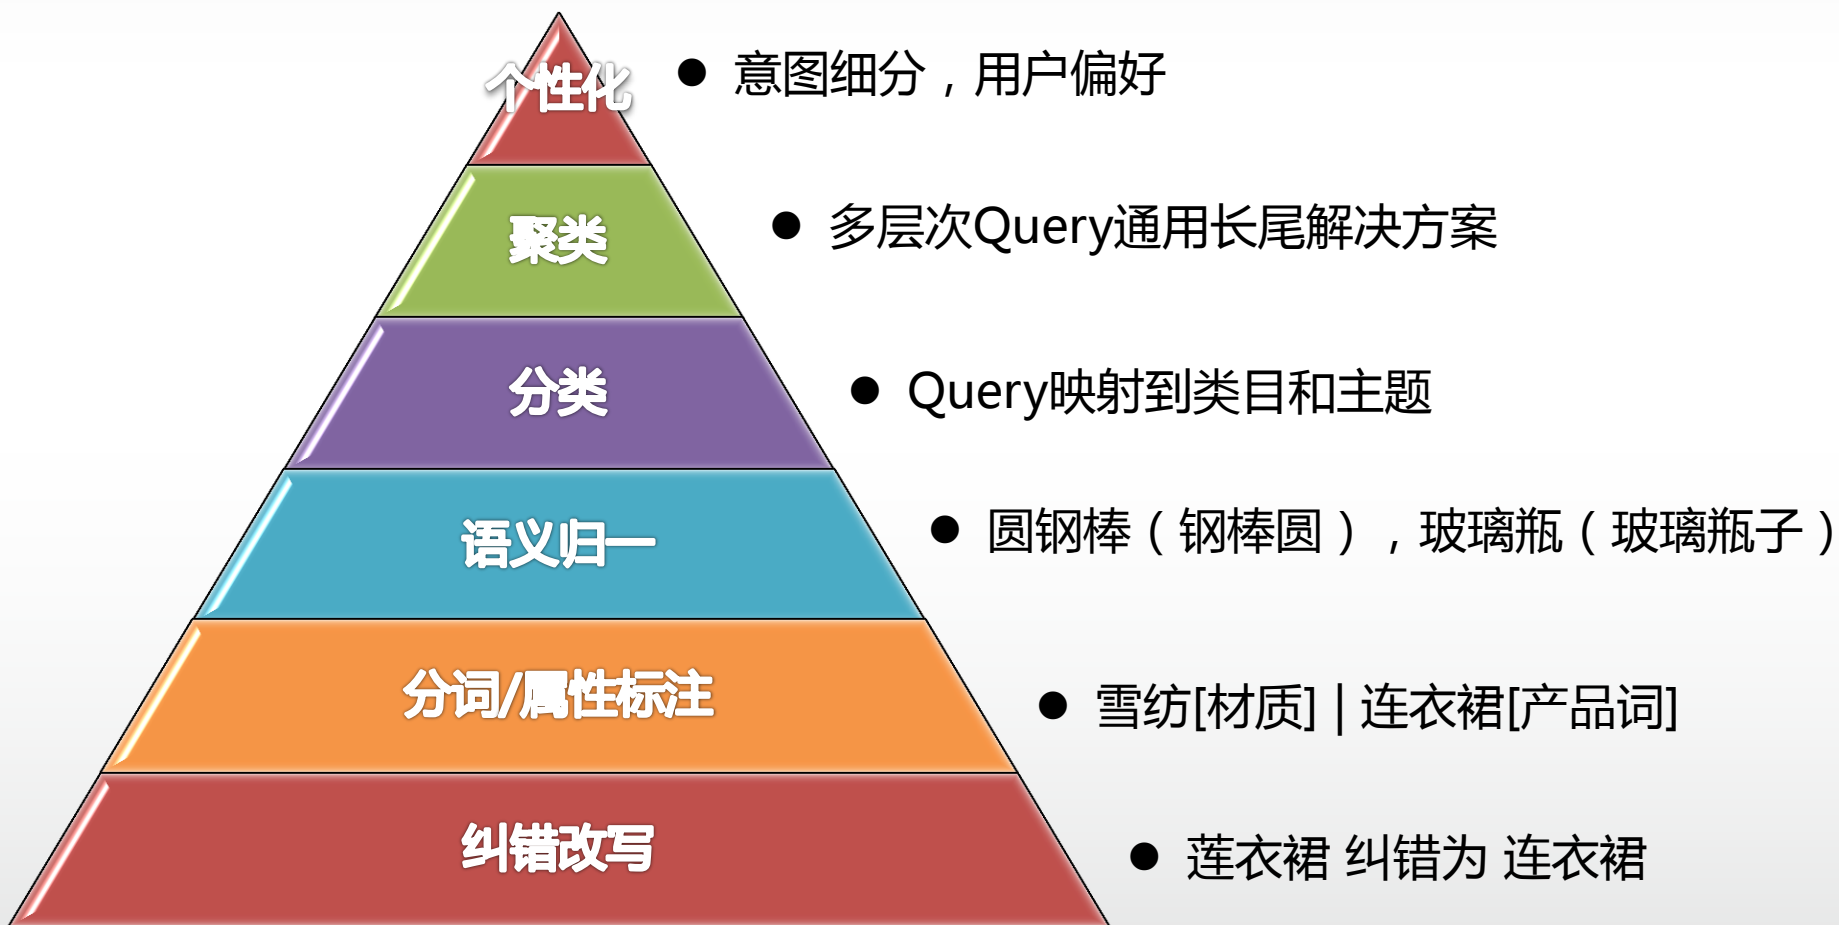 个性化
● 意图细分，用户偏好
聚类
● 多层次Query通用长尾解决方案
分类
● Query映射到类目和主题
语义归一
● 圆钢棒（钢棒圆），玻璃瓶（玻璃瓶子）
分词/属性标注
● 雪纺[材质] | 连衣裙[产品词]
纠错改写
● 莲衣裙 纠错为 连衣裙